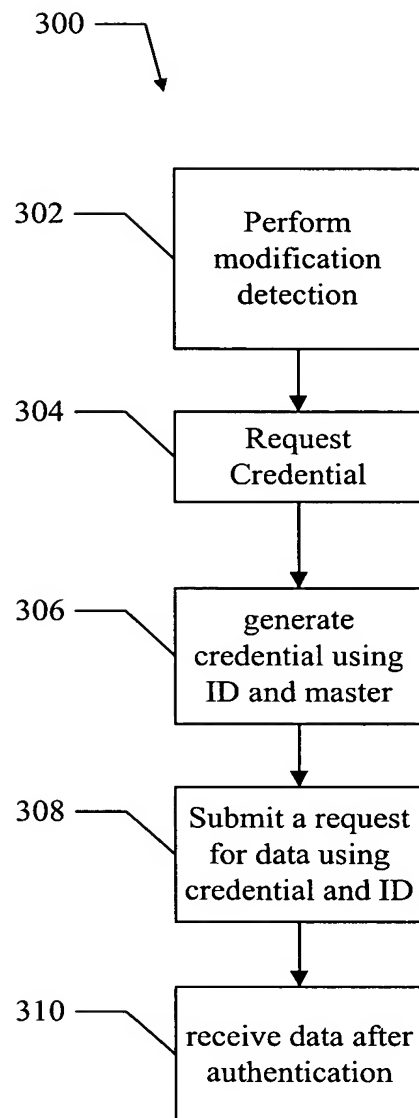 300
302
Perform
modification
detection
304
Request
Credential
306
generate
credential using
ID and master
308
Submit a request
for data using
credential and ID
310
receive data after
authentication